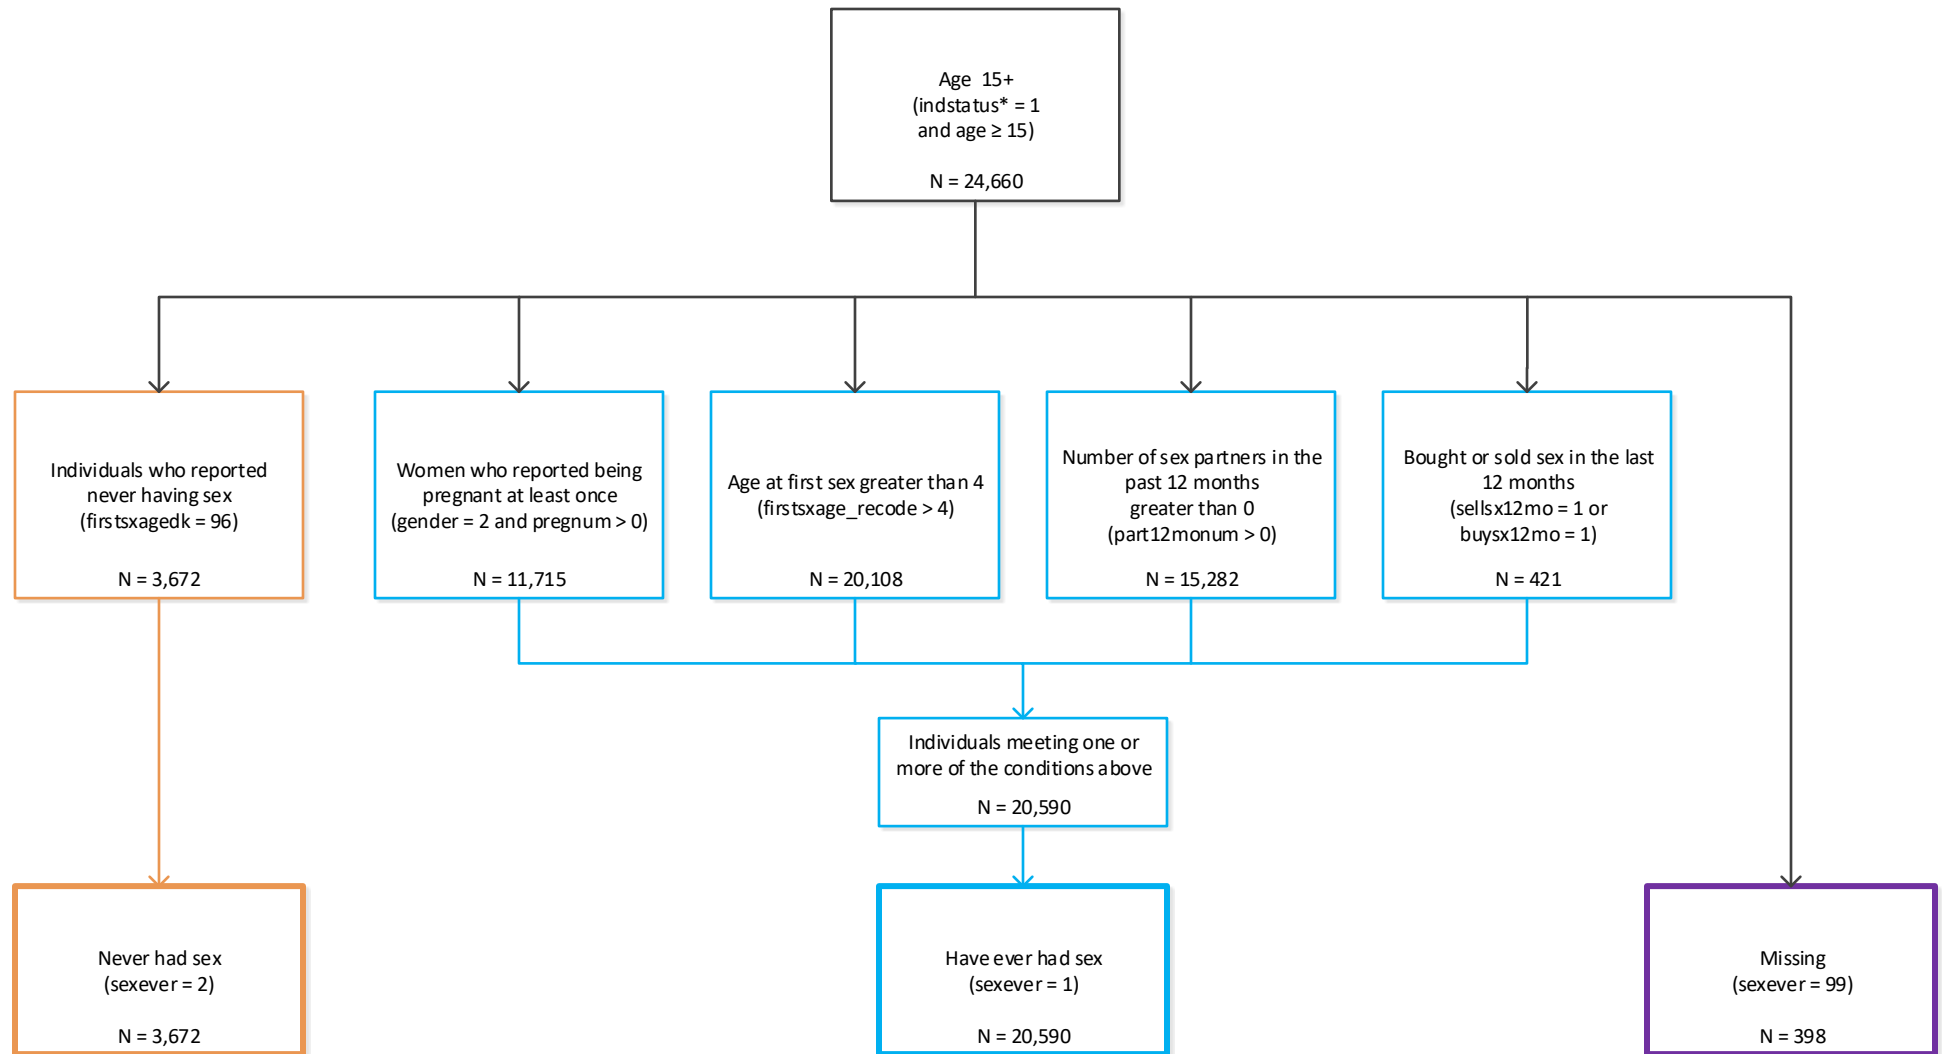 Age 15+
(indstatus* = 1
and age ≥ 15)
N = 24,660
Individuals who reported
never having sex
(firstsxagedk = 96)
N = 3,672
Women who reported being
pregnant at least once
(gender = 2 and pregnum > 0)
N = 11,715
Age at first sex greater than 4
(firstsxage_recode > 4)
N = 20,108
Number of sex partners in the
past 12 months
greater than 0
(part12monum > 0)
N = 15,282
Bought or sold sex in the last
12 months
(sellsx12mo = 1 or
buysx12mo = 1)
N = 421
Individuals meeting one or
more of the conditions above
N = 20,590
Never had sex
(sexever = 2)
N = 3,672
Have ever had sex
(sexever = 1)
N = 20,590
Missing
(sexever = 99)
N = 398